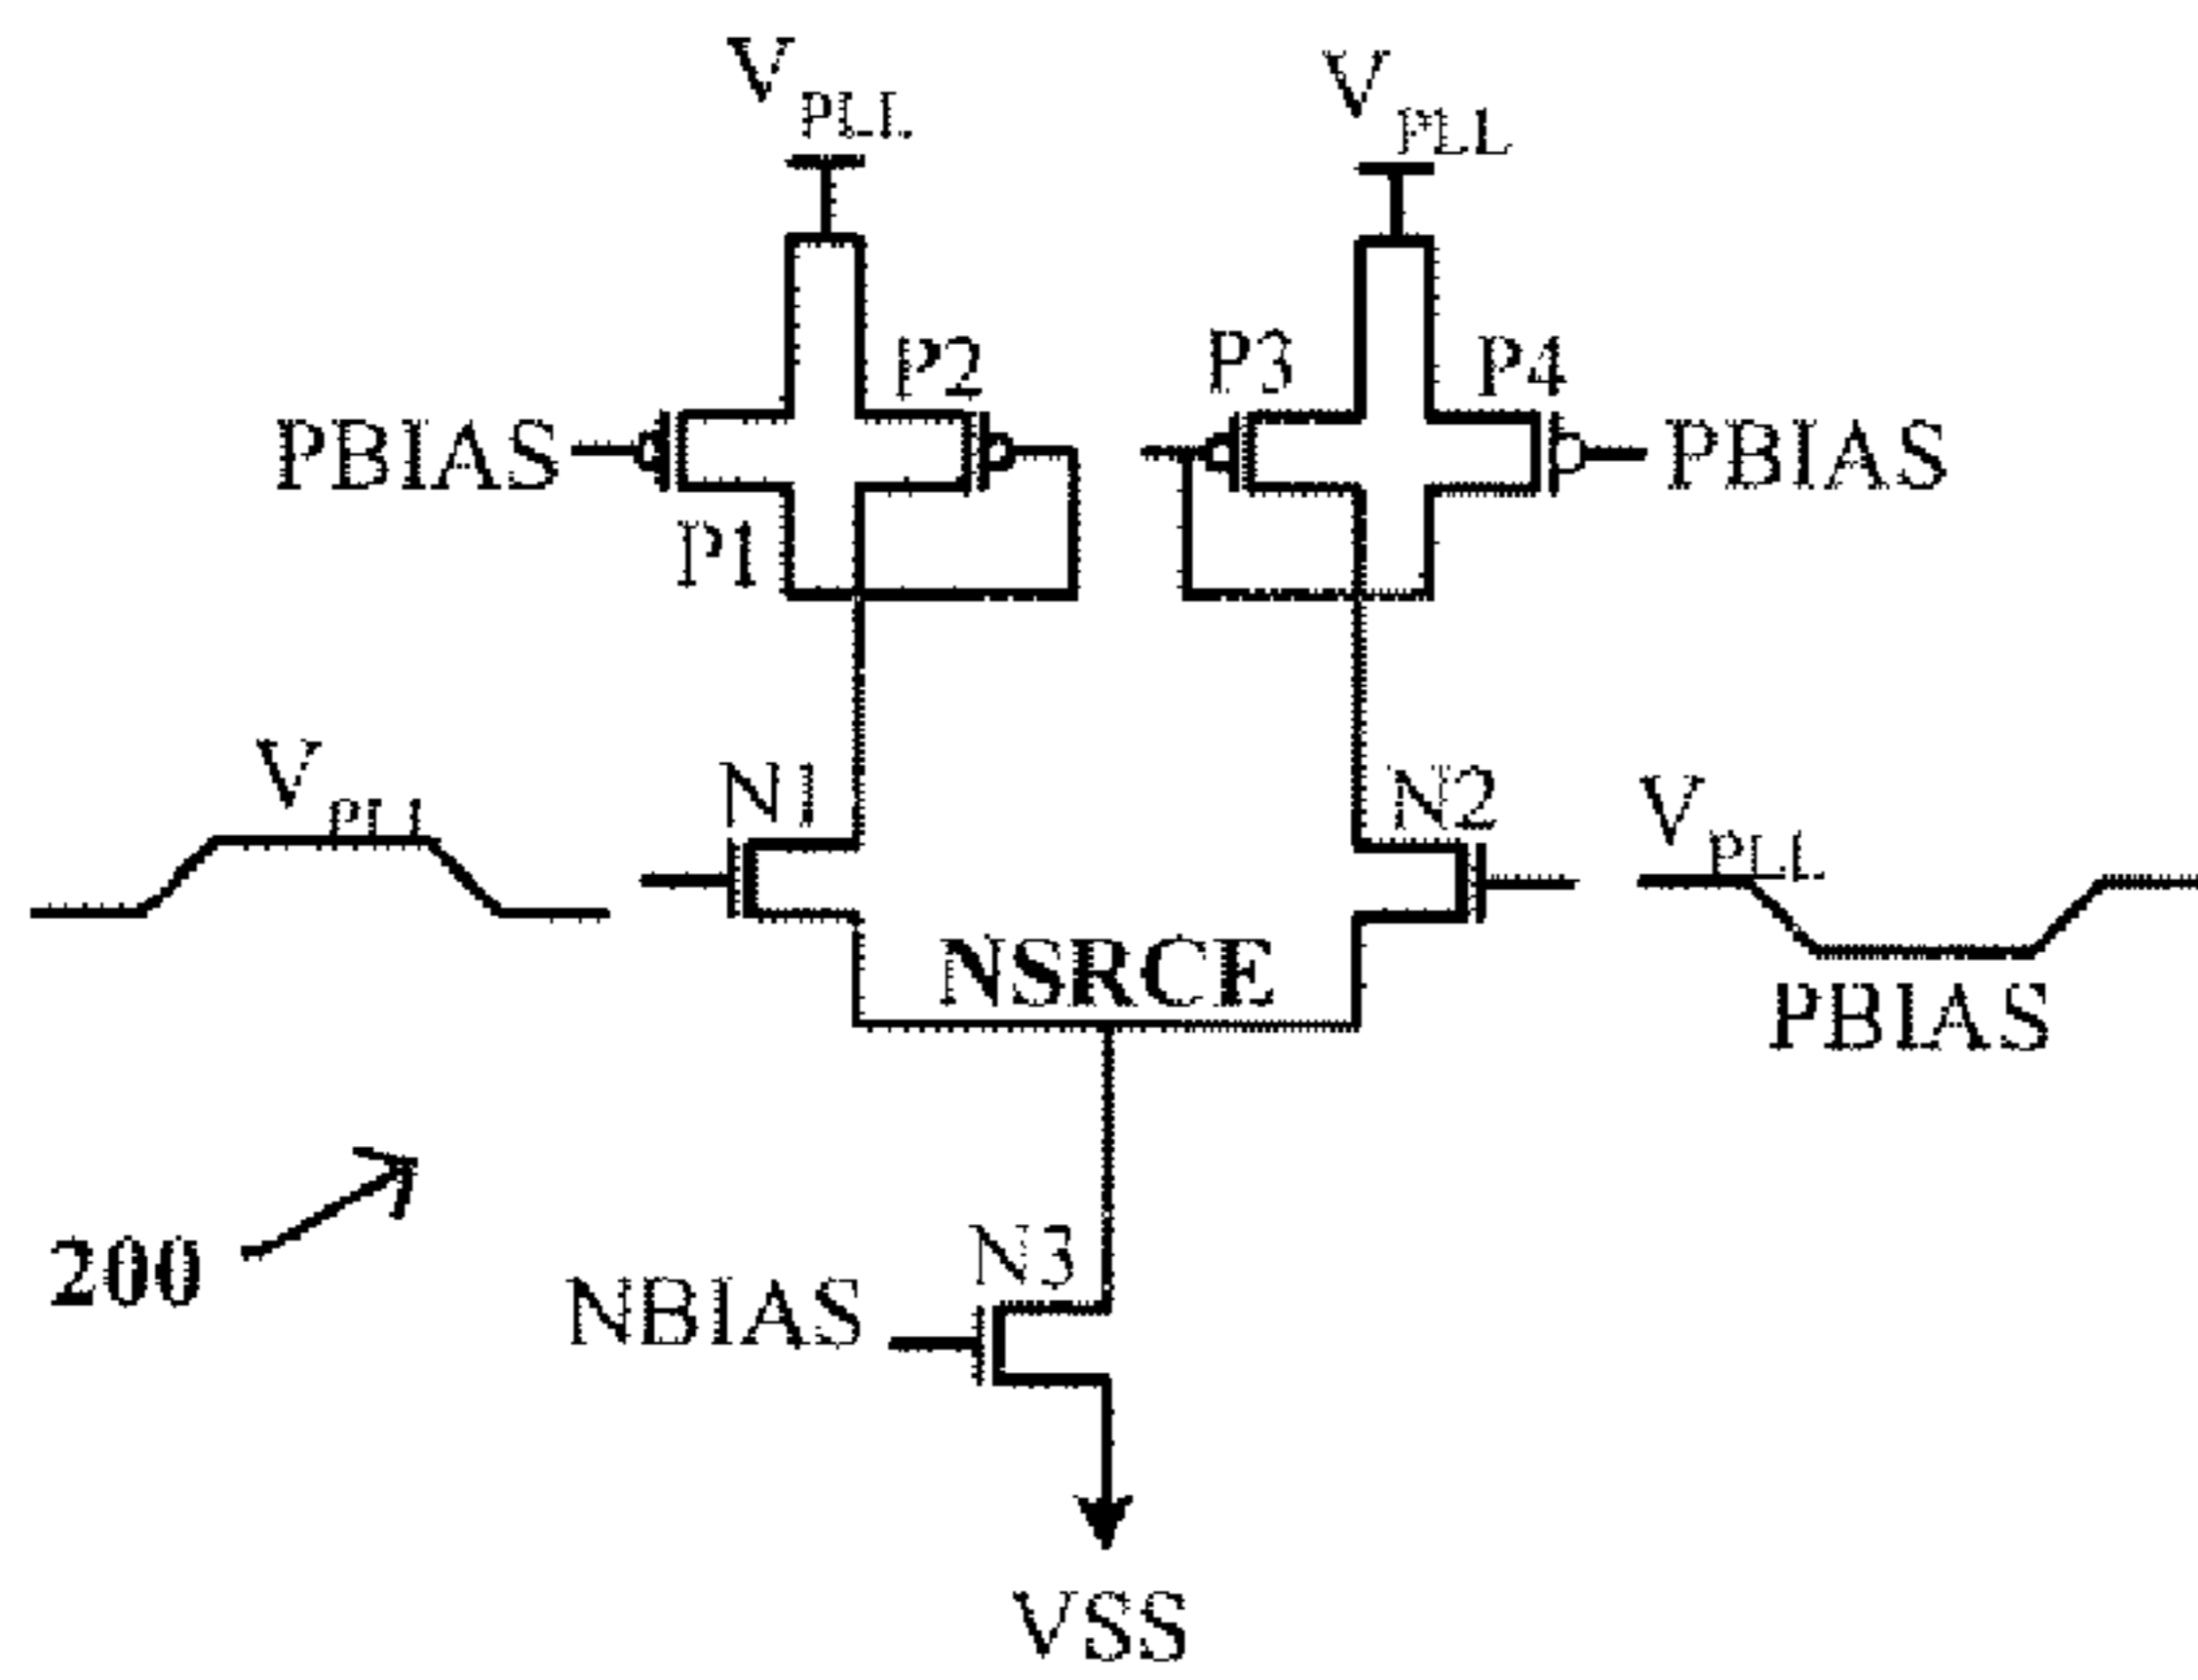 VPLL
VPLL
P2
P3
P4
PBIAS
PBIAS
P1
VPLL
N1
N2
VPLL
NSRCE
PBIAS
200
N3
NBIAS
VSS